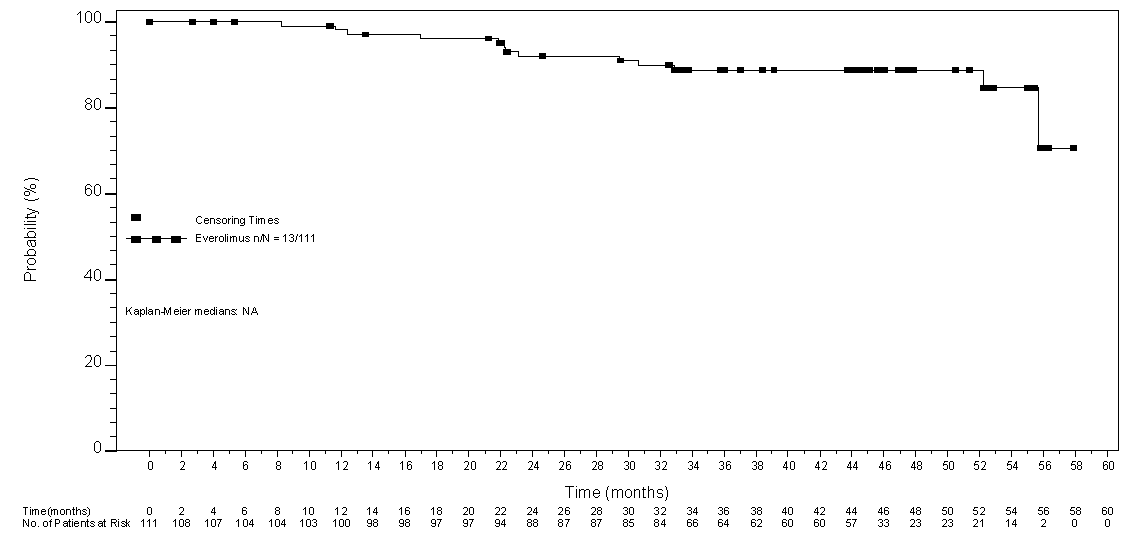 100
80
60
40
20
0
Probability (%)
Censoring Times
Everolimus n/N = 13/111
Kaplan-Meier medians: NA
0 2 4 6 8 10 12 14 16 18 20 22 24 26 28 30 32 34 36 38 40 42 44 46 48 50 52 54 56 58 60
Time (months)
Time(months) 0 2 4 6 8 10 12 14 16 18 20 22 24 26 28 30 32 34 36 38 40 42 44 46 48 50 52 54 56 58 60
No. of Patients at Risk 111 108 107 104 104 103 100 98 98 97 97 94 88 87 87 85 84 66 64 62 60 60 57 33 23 23 21 14 2 0 0